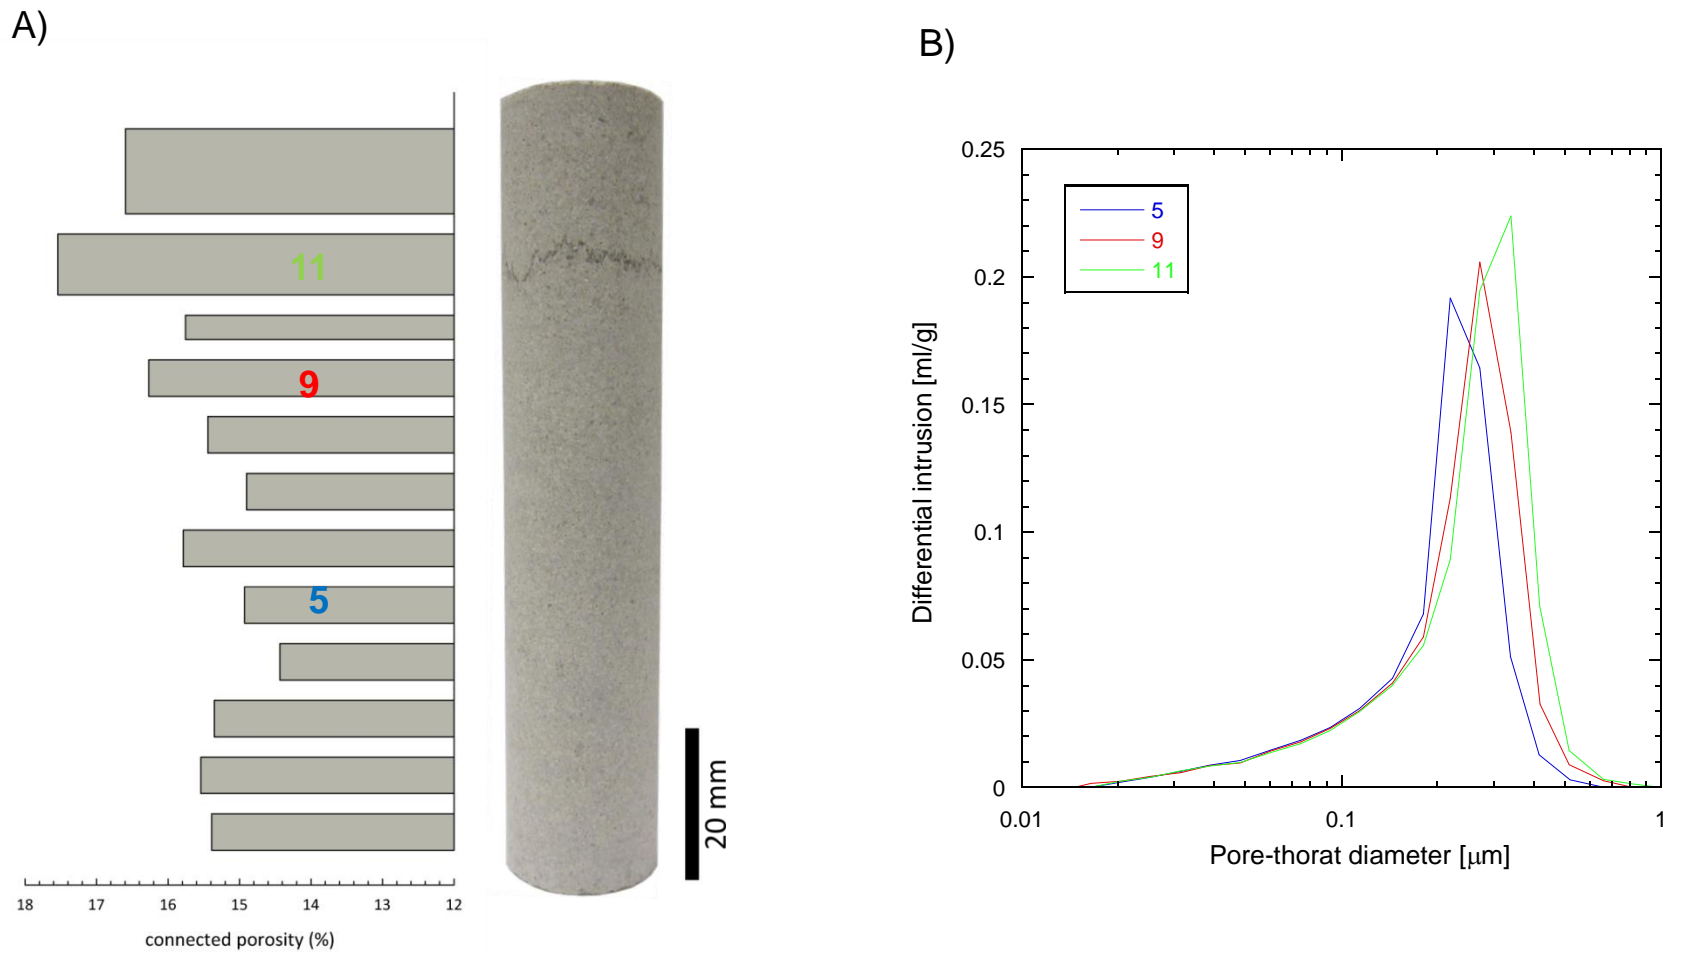 A)
11
9
5
20 mm
18 17 16 15 14 13 12
connected porosity (%)
B)
0.25
0.2
0.15
0.1
0.05
0
5
9
11
Differential intrusion [ml/g]
0.01 0.1 1
Pore-thorat diameter [μm]